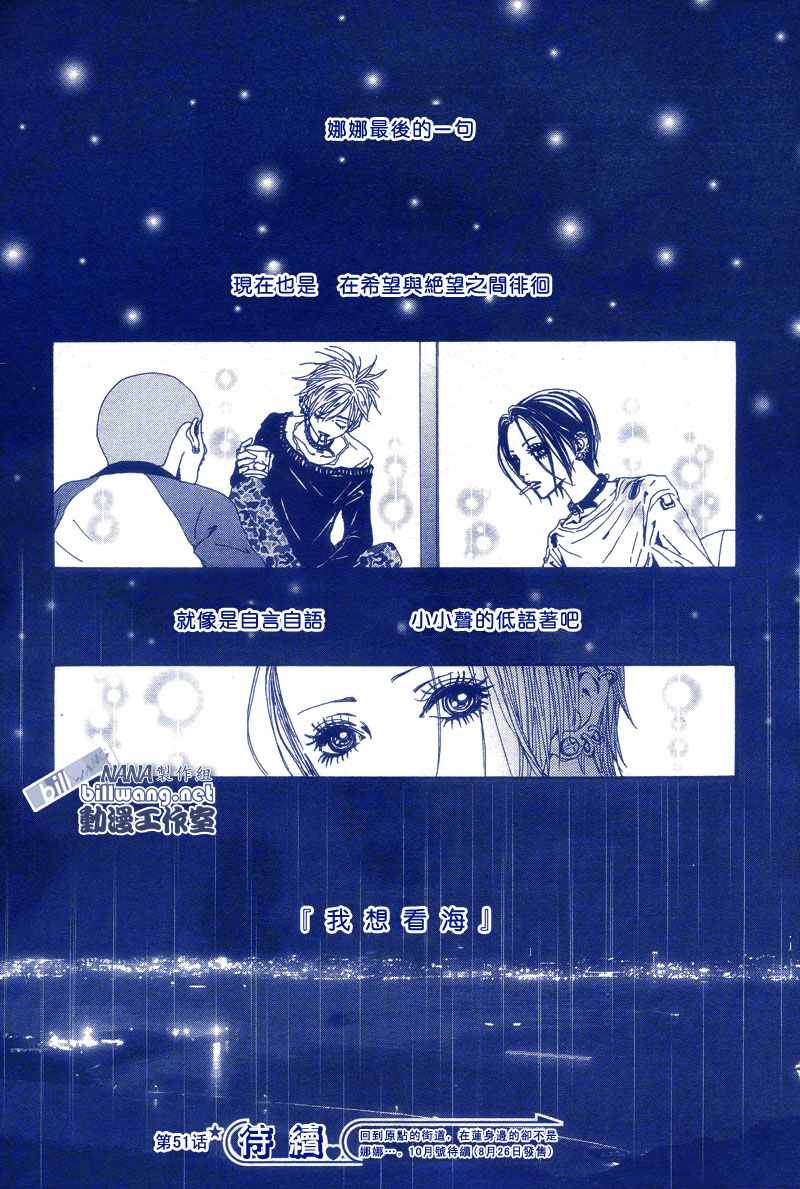 娜娜最後的一句
現在也是 在希望與絕望之間徘徊
就像是自言自語 小小聲的低語著吧
bill
NANA製作組
billwang.net
動漫工作室
『我想看海』
第51话
待續
回到原點的街道，在蓮身邊的卻不是
娜娜…。10月號待續(8月26日發售)